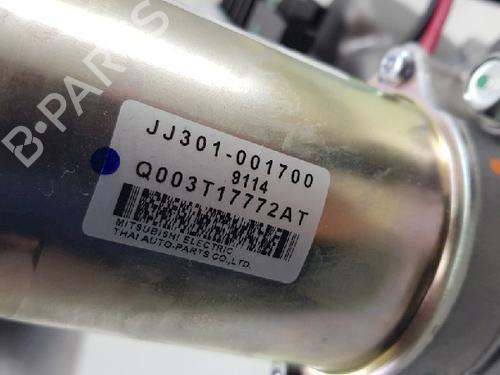 B-PARTS
JJ301-001700
9114
Q003T17772AT
MITSUBISHI ELECTRIC
THAI AUTO-PARTS CO.,LTD.